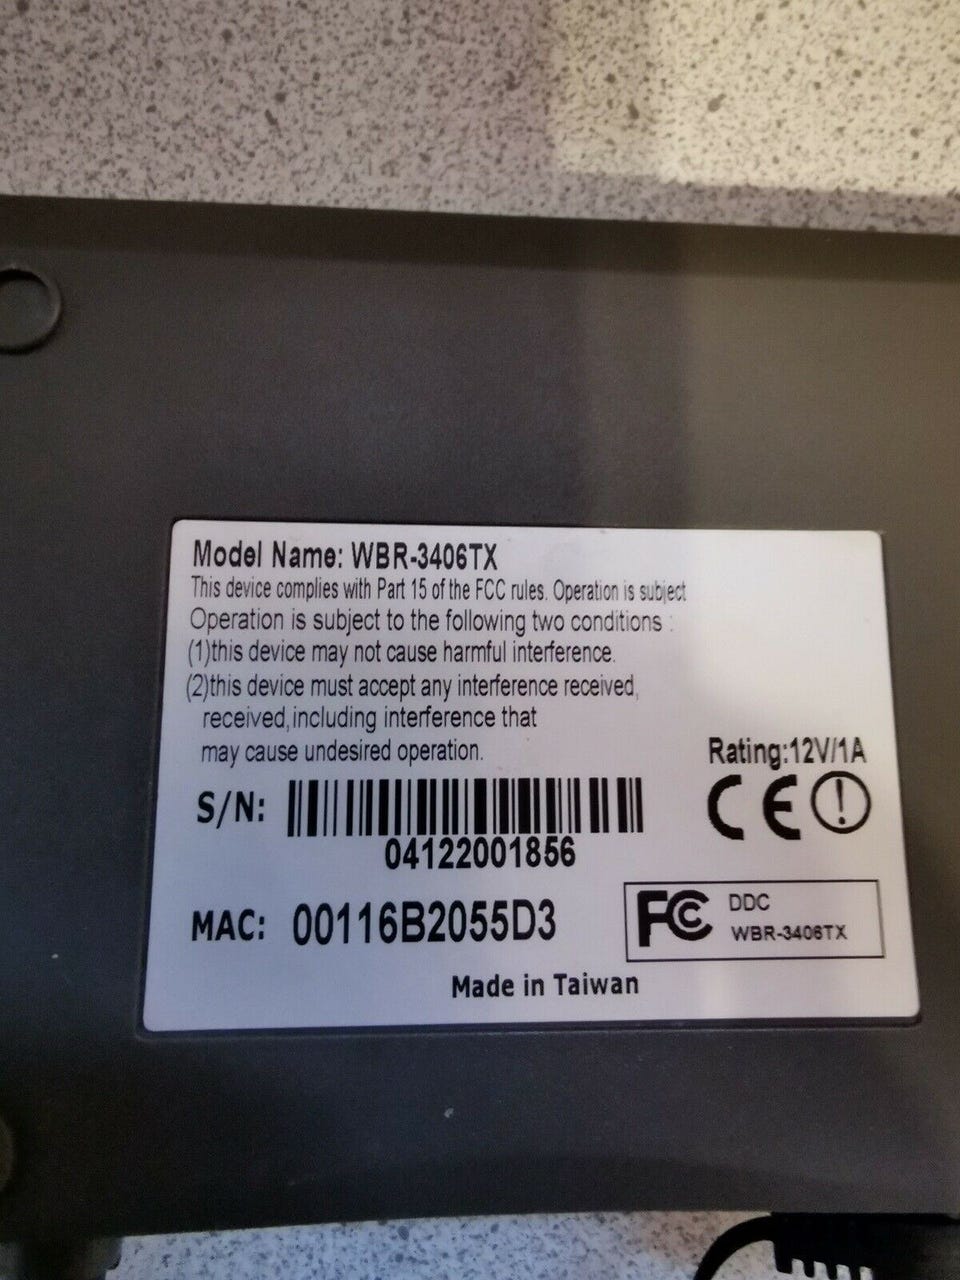 Model Name: WBR-3406TX
This device complies with Part 15 of the FCC rules. Operation is subject
Operation is subject to the following two conditions :
(1)this device may not cause harmful interference.
(2)this device must accept any interference received,
received,including interference that
may cause undesired operation.
Rating:12V/1A
S/N:
04122001856
CE
MAC: 00116B2055D3
FC DDC
WBR-3406TX
Made in Taiwan